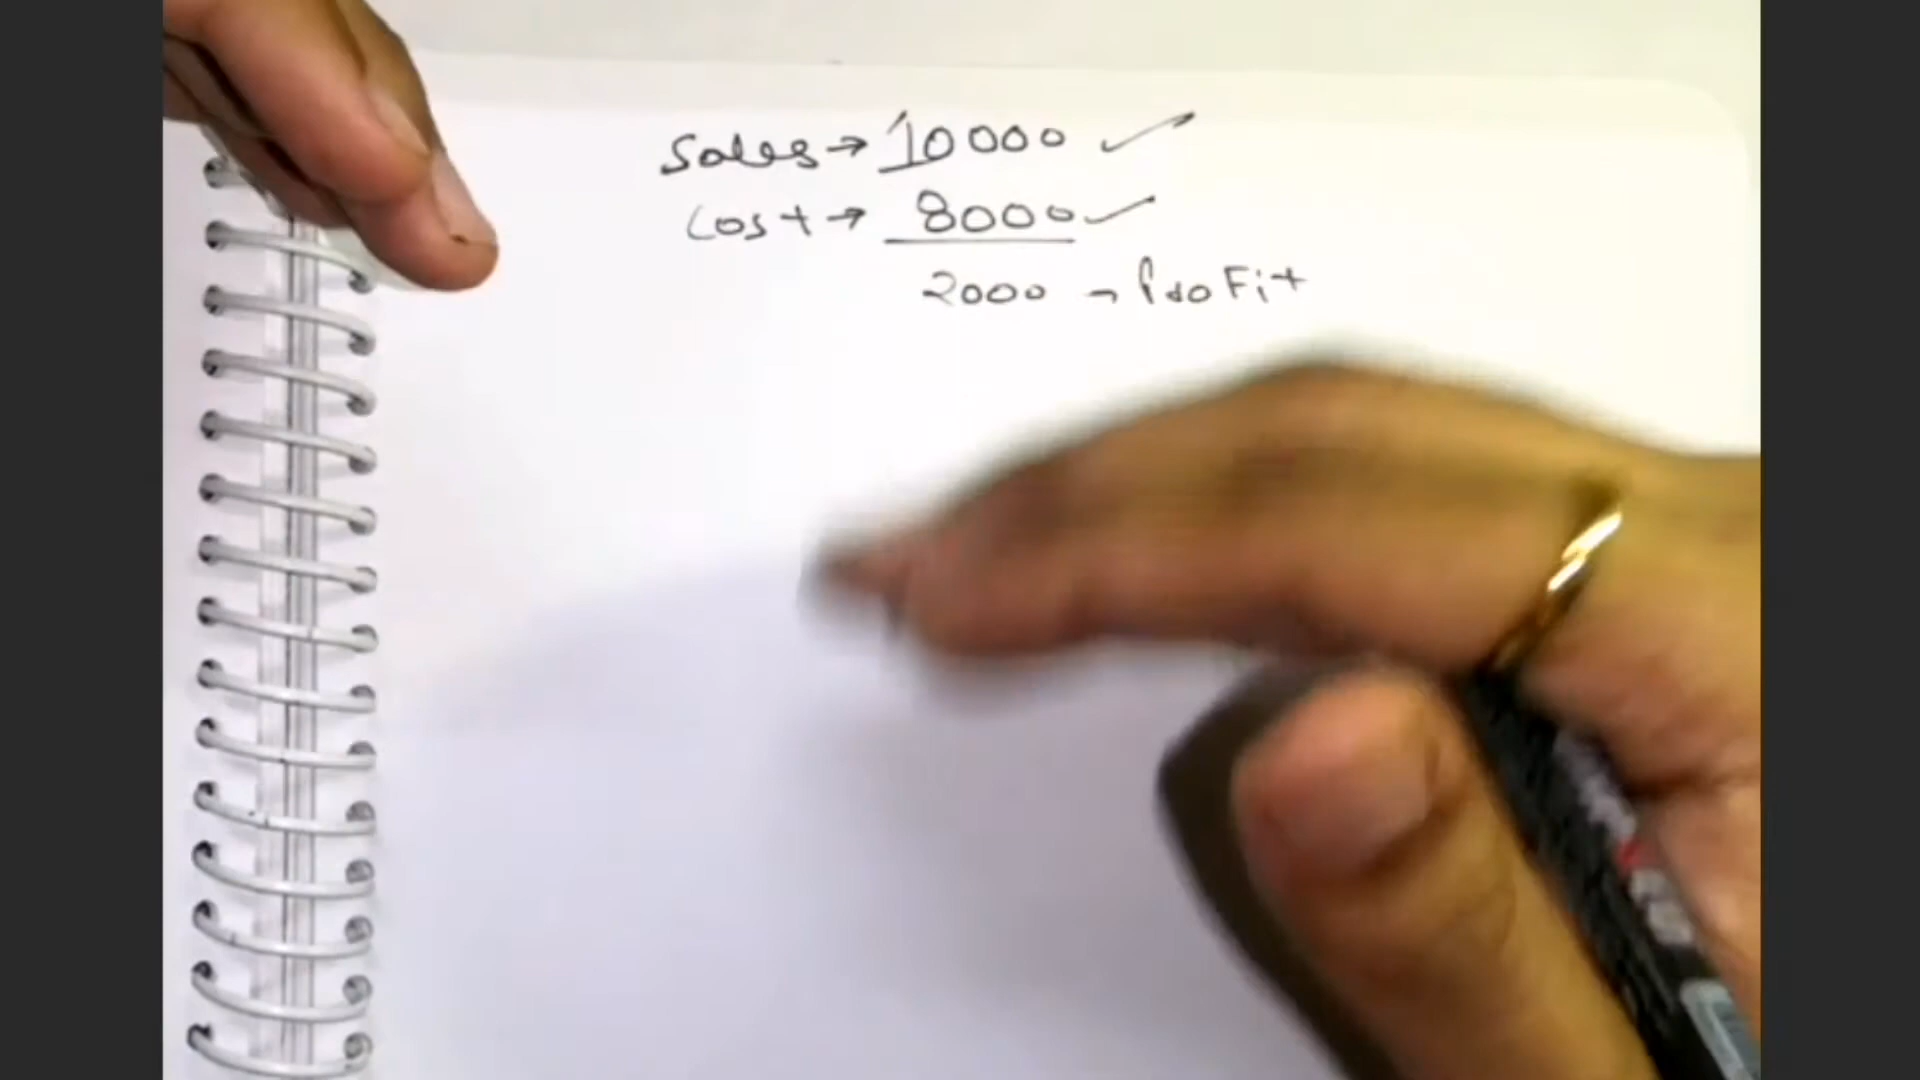 Sales → 10000 ✓
Cost → 8000 ✓
2000 → Profit